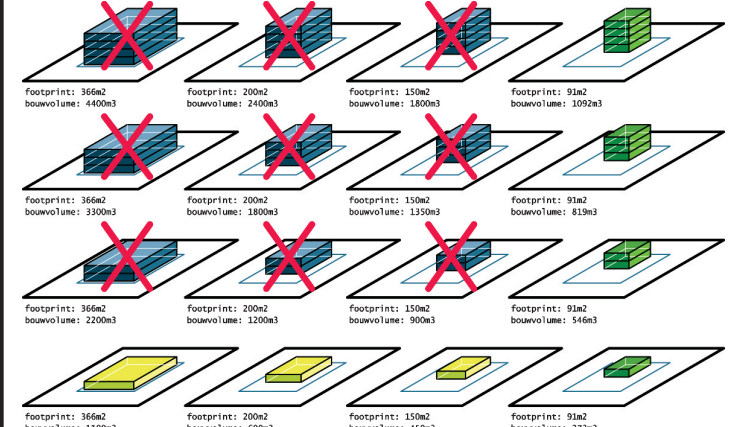 footprint: 366m2
bouwvolume: 4400m3
footprint: 200m2
bouwvolume: 2400m3
footprint: 150m2
bouwvolume: 1800m3
footprint: 91m2
bouwvolume: 1092m3
footprint: 366m2
bouwvolume: 3300m3
footprint: 200m2
bouwvolume: 1800m3
footprint: 150m2
bouwvolume: 1350m3
footprint: 91m2
bouwvolume: 819m3
footprint: 366m2
bouwvolume: 2200m3
footprint: 200m2
bouwvolume: 1200m3
footprint: 150m2
bouwvolume: 900m3
footprint: 91m2
bouwvolume: 546m3
footprint: 366m2
footprint: 200m2
footprint: 150m2
footprint: 91m2